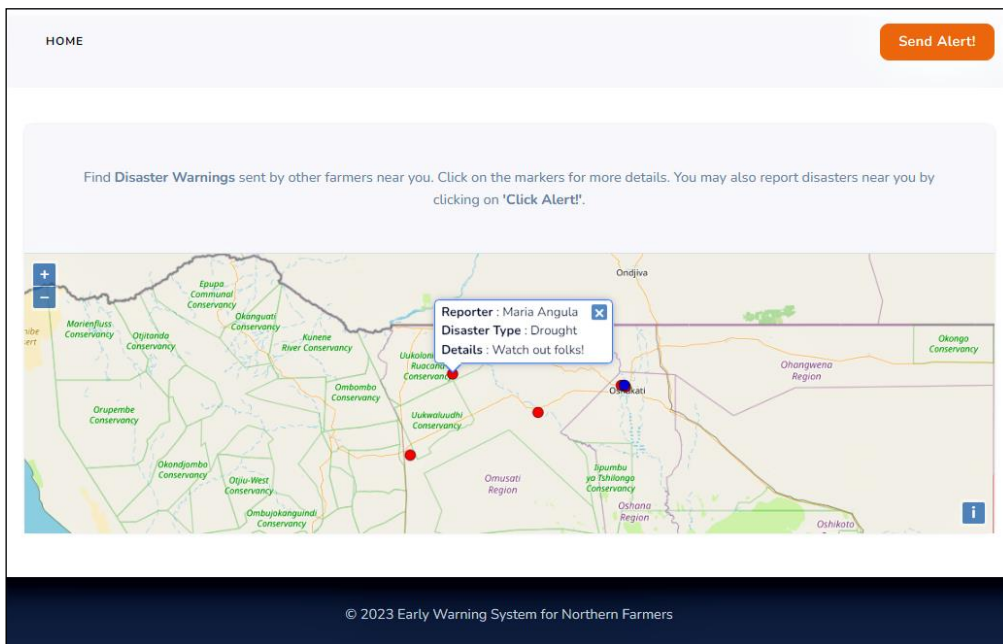 HOME
Send Alert!
Find Disaster Warnings sent by other farmers near you. Click on the markers for more details. You may also report disasters near you by
clicking on 'Click Alert!'.
+
−
Ondjiva
Epupa
Communal
Conservancy
Okanguati
Conservancy
Marienfluss
Conservancy
Otjitanda
Conservancy
Kunene
River Conservancy
Reporter : Maria Angula
Disaster Type : Drought
Details : Watch out folks!
Ruacana
Okongo
Conservancy
Ohangwena
Region
Ombombo
Conservancy
Orupembe
Conservancy
Uukwaluudhi
Conservancy
Okondjombo
Conservancy
Otjiu-West
Conservancy
Omusati
Region
Iipumbu
ya Tshilongo
Conservancy
Ombujokanguindi
Conservancy
Oshana
Region
Oshikoto
i
© 2023 Early Warning System for Northern Farmers